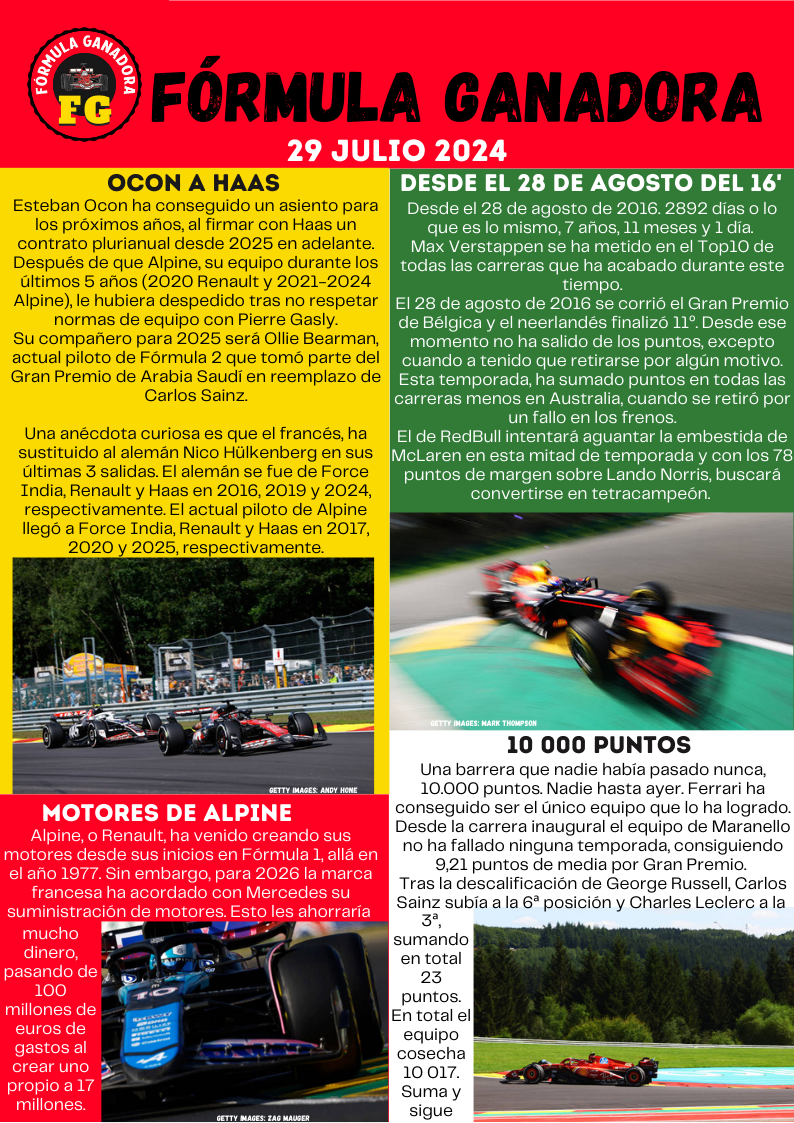 FÓRMULA GANADORA
FG
FÓRMULA GANADORA
29 JULIO 2024
OCON A HAAS
Esteban Ocon ha conseguido un asiento para
los próximos años, al firmar con Haas un
contrato plurianual desde 2025 en adelante.
Después de que Alpine, su equipo durante los
últimos 5 años (2020 Renault y 2021-2024
Alpine), le hubiera despedido tras no respetar
normas de equipo con Pierre Gasly.
Su compañero para 2025 será Ollie Bearman,
actual piloto de Fórmula 2 que tomó parte del
Gran Premio de Arabia Saudí en reemplazo de
Carlos Sainz.
Una anécdota curiosa es que el francés, ha
sustituido al alemán Nico Hülkenberg en sus
últimas 3 salidas. El alemán se fue de Force
India, Renault y Haas en 2016, 2019 y 2024,
respectivamente. El actual piloto de Alpine
llegó a Force India, Renault y Haas en 2017,
2020 y 2025, respectivamente.
GETTY IMAGES: ANDY HONE
MOTORES DE ALPINE
Alpine, o Renault, ha venido creando sus
motores desde sus inicios en Fórmula 1, allá en
el año 1977. Sin embargo, para 2026 la marca
francesa ha acordado con Mercedes su
suministración de motores. Esto les ahorraría
mucho
dinero,
pasando de
100
millones de
euros de
gastos al
crear uno
propio a 17
millones.
10
GETTY IMAGES: ZAG MAUGER
DESDE EL 28 DE AGOSTO DEL 16'
Desde el 28 de agosto de 2016. 2892 días o lo
que es lo mismo, 7 años, 11 meses y 1 día.
Max Verstappen se ha metido en el Top10 de
todas las carreras que ha acabado durante este
tiempo.
El 28 de agosto de 2016 se corrió el Gran Premio
de Bélgica y el neerlandés finalizó 11°. Desde ese
momento no ha salido de los puntos, excepto
cuando a tenido que retirarse por algún motivo.
Esta temporada, ha sumado puntos en todas las
carreras menos en Australia, cuando se retiró por
un fallo en los frenos.
El de RedBull intentará aguantar la embestida de
McLaren en esta mitad de temporada y con los 78
puntos de margen sobre Lando Norris, buscará
convertirse en tetracampeón.
GETTY IMAGES: MARK THOMPSON
10 000 PUNTOS
Una barrera que nadie había pasado nunca,
10.000 puntos. Nadie hasta ayer. Ferrari ha
conseguido ser el único equipo que lo ha logrado.
Desde la carrera inaugural el equipo de Maranello
no ha fallado ninguna temporada, consiguiendo
9,21 puntos de media por Gran Premio.
Tras la descalificación de George Russell, Carlos
Sainz subía a la 6ª posición y Charles Leclerc a la
3ª,
sumando
en total
23
puntos.
En total el
equipo
cosecha
10 017.
Suma y
sigue